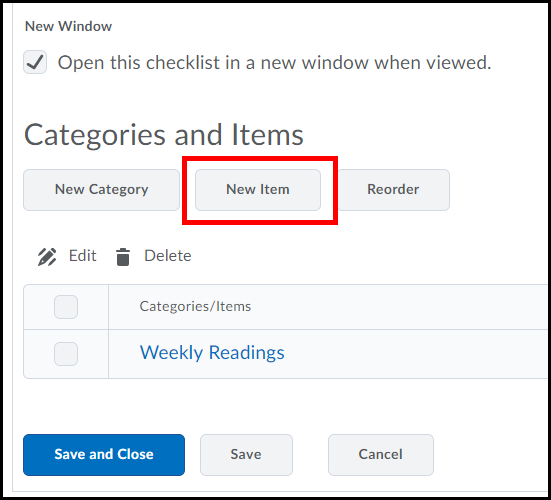 New Window
Open this checklist in a new window when viewed.
Categories and Items
New Category New Item Reorder
Edit Delete
Categories/Items
Weekly Readings
Save and Close Save Cancel